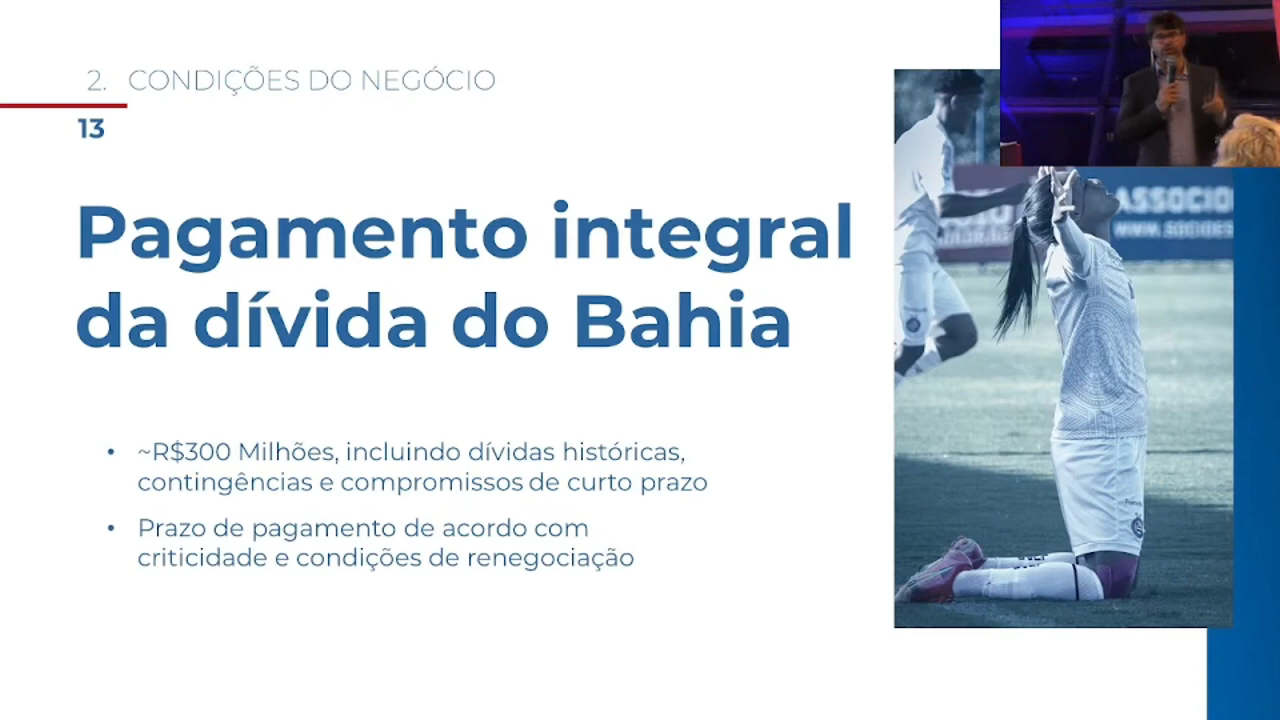 2. CONDIÇÕES DO NEGÓCIO
13
Pagamento integral
da dívida do Bahia
• ~R$300 Milhões, incluindo dívidas históricas,
contingências e compromissos de curto prazo
• Prazo de pagamento de acordo com
criticidade e condições de renegociação
ASSOCI